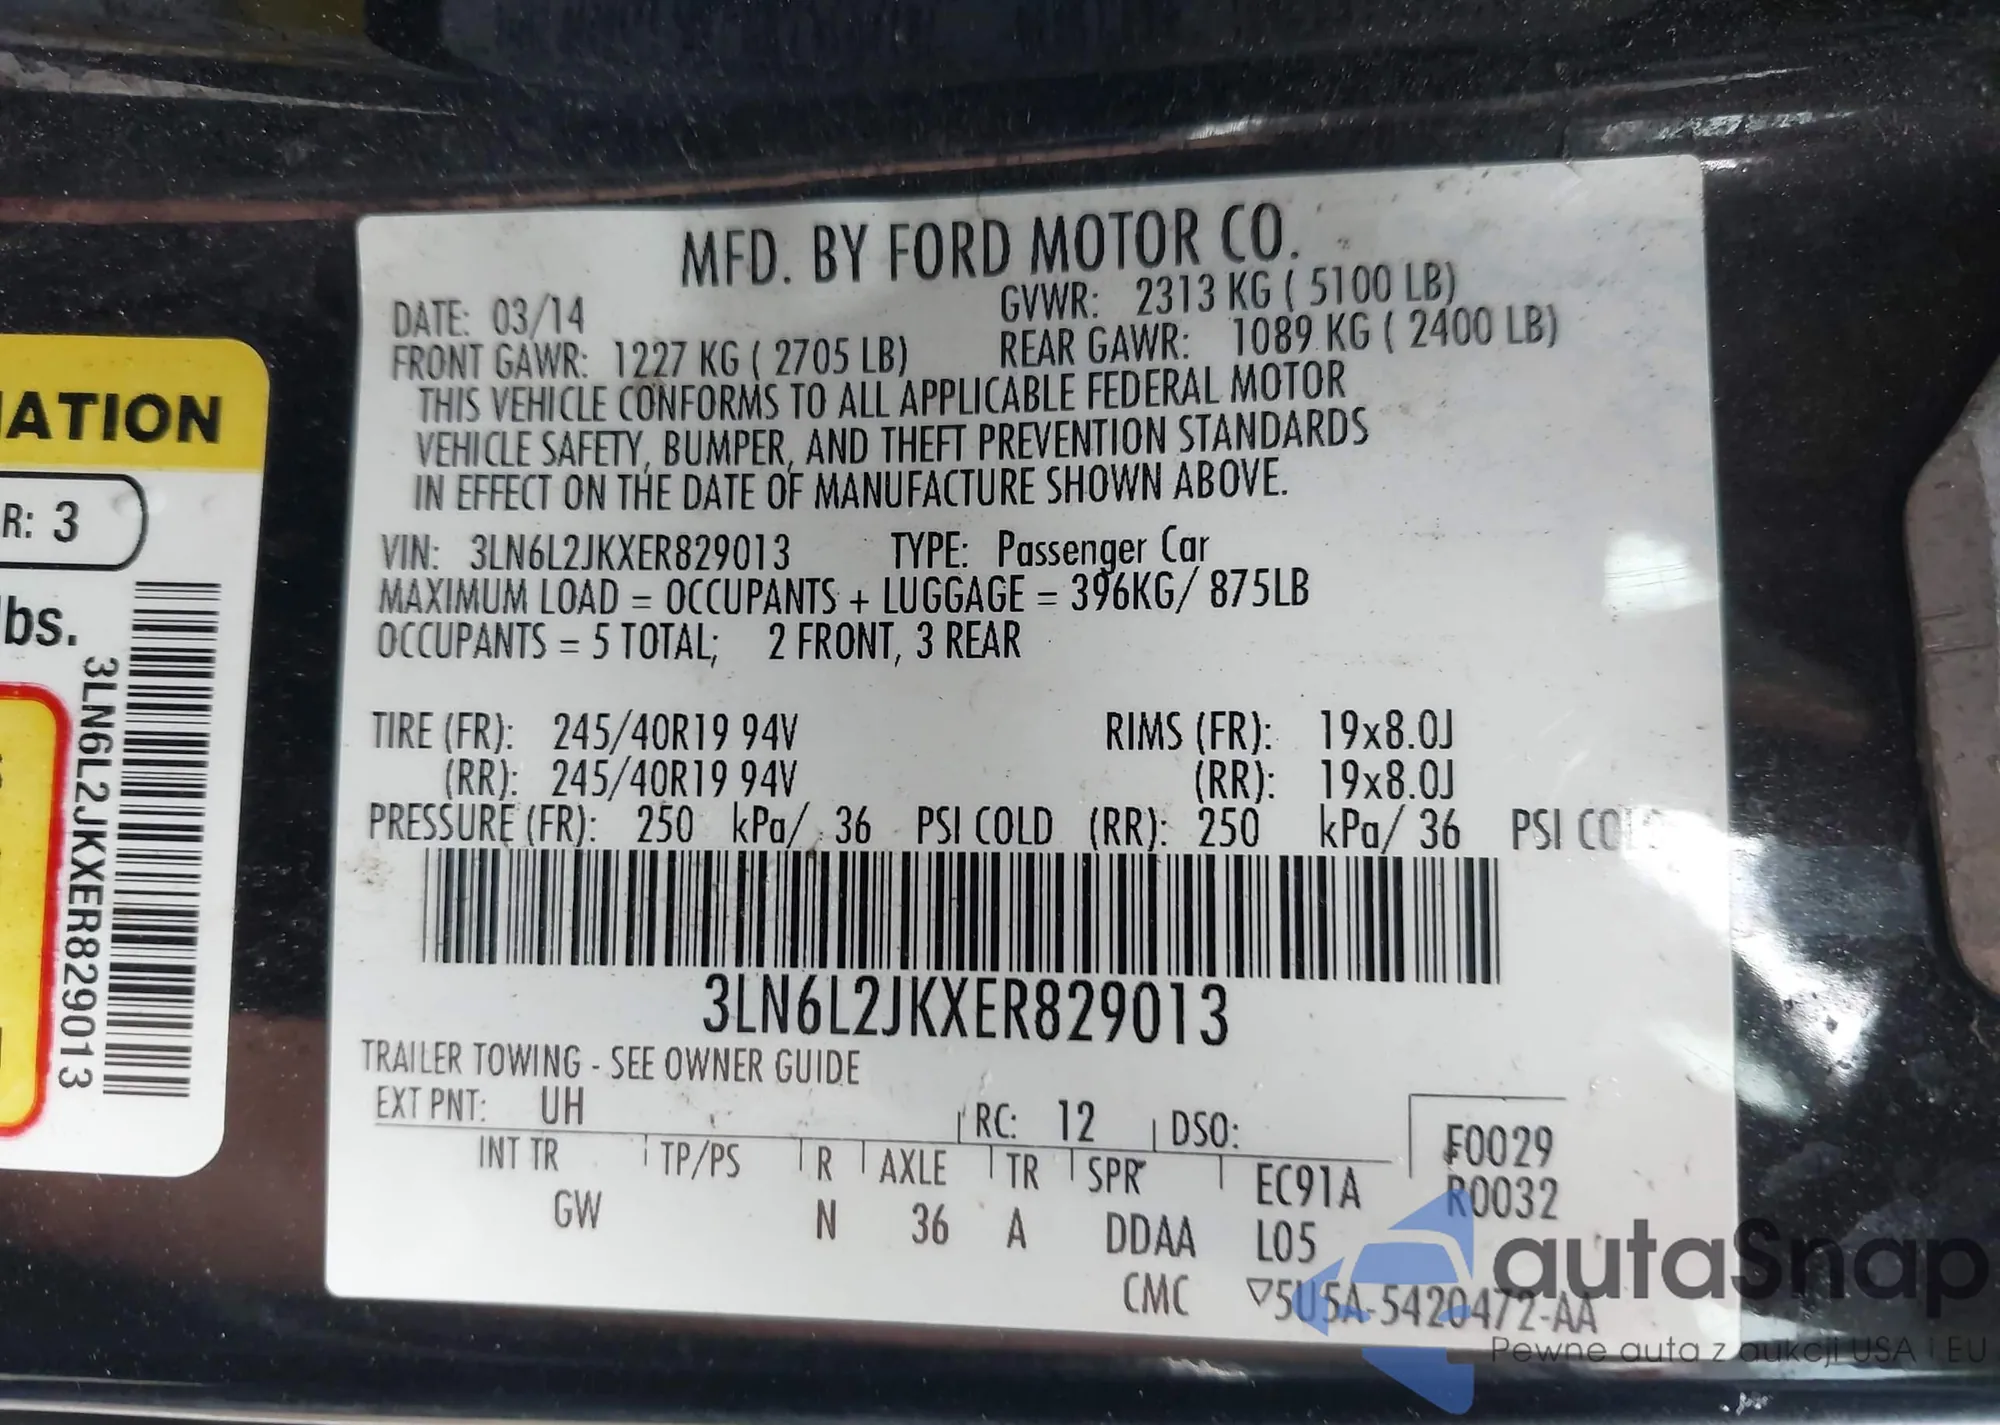 MFD. BY FORD MOTOR CO.
DATE: 03/14
GVWR: 2313 KG ( 5100 LB)
FRONT GAWR: 1227 KG ( 2705 LB)
REAR GAWR: 1089 KG ( 2400 LB)
THIS VEHICLE CONFORMS TO ALL APPLICABLE FEDERAL MOTOR
VEHICLE SAFETY, BUMPER, AND THEFT PREVENTION STANDARDS
IN EFFECT ON THE DATE OF MANUFACTURE SHOWN ABOVE.
VIN: 3LN6L2JKXER829013 TYPE: Passenger Car
MAXIMUM LOAD = OCCUPANTS + LUGGAGE = 396KG/ 875LB
OCCUPANTS = 5 TOTAL; 2 FRONT, 3 REAR
TIRE (FR): 245/40R19 94V RIMS (FR): 19x8.0J
(RR): 245/40R19 94V (RR): 19x8.0J
PRESSURE (FR): 250 kPa/ 36 PSI COLD (RR): 250 kPa/ 36 PSI COLD
3LN6L2JKXER829013
TRAILER TOWING - SEE OWNER GUIDE
EXT PNT: UH RC: 12 DSO:
F0029
INT TR TP/PS R AXLE TR SPR EC91A
R0032
GW N 36 A DDAA L05
CMC ▽5U5A-5420472-AA
ATION
R: 3
lbs.
3LN6L2JKXER829013
autaSnap
Pewne auta z aukcji USA i EU